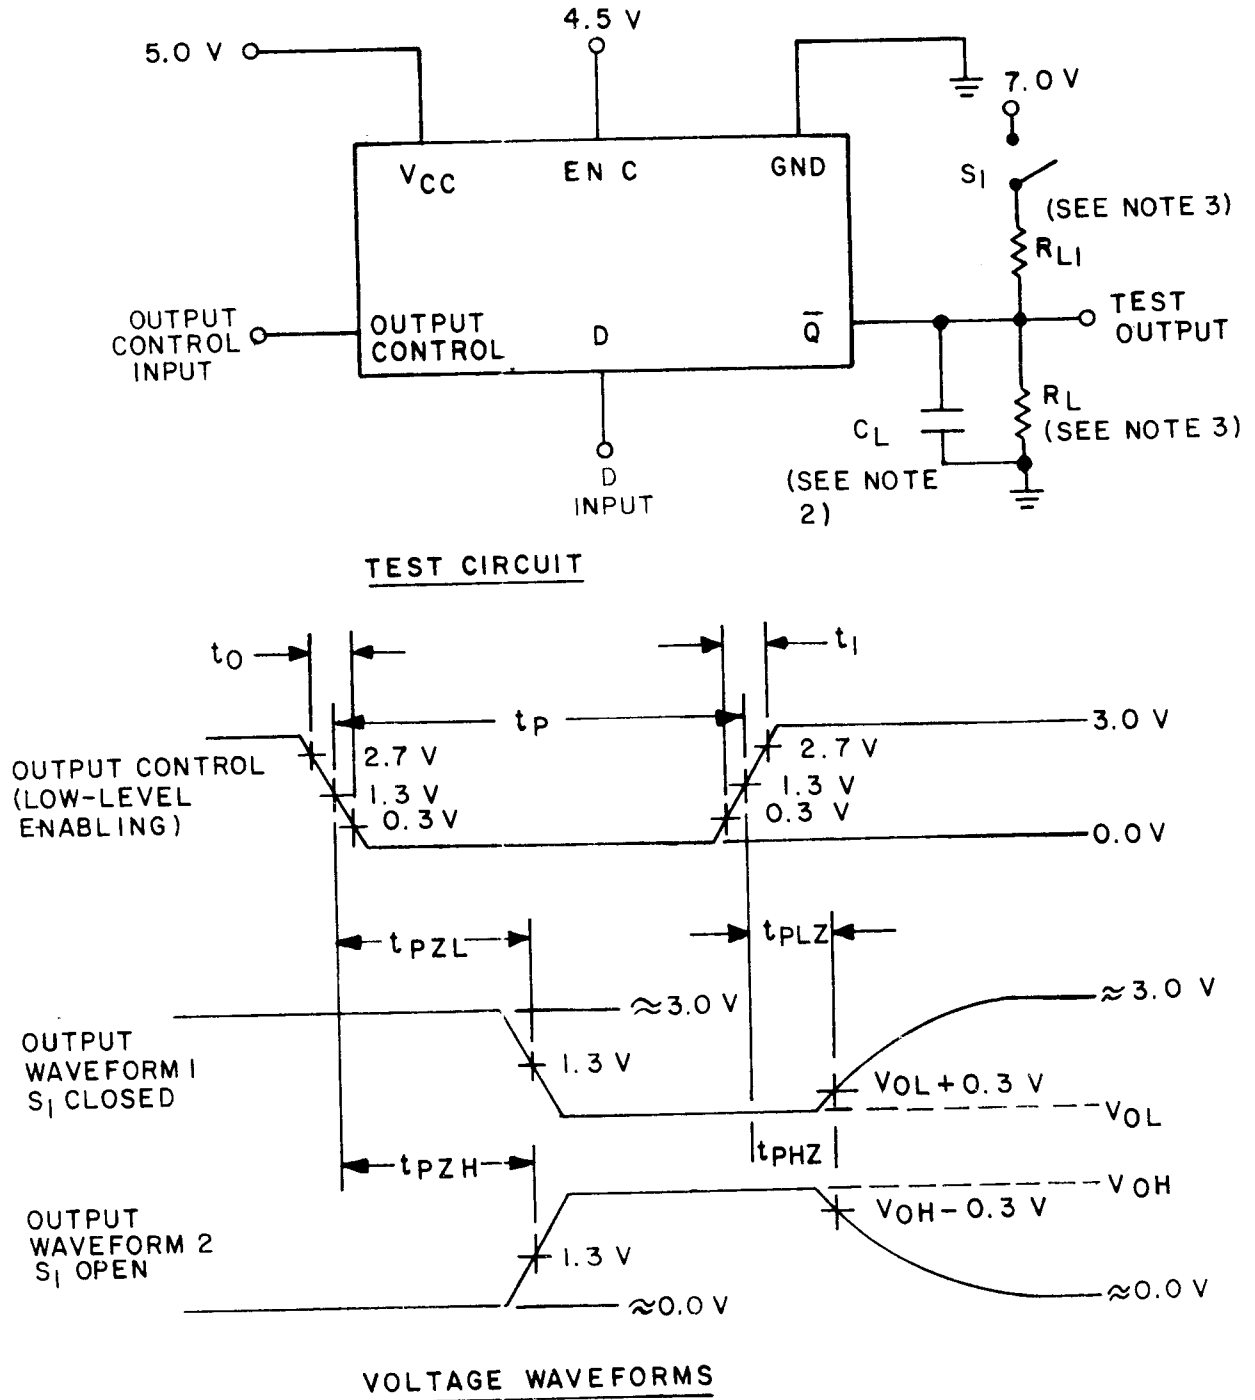 4.5 V
5.0 V
7.0 V
VCC
EN C
GND
S1
(SEE NOTE 3)
RL1
OUTPUT
CONTROL
INPUT
OUTPUT
CONTROL
D
Q̅
TEST
OUTPUT
CL
(SEE NOTE
2)
RL
(SEE NOTE 3)
D
INPUT
TEST CIRCUIT
t0
t1
tP
3.0 V
OUTPUT CONTROL
(LOW-LEVEL
ENABLING)
2.7 V
1.3 V
0.3 V
2.7 V
1.3 V
0.3 V
0.0 V
tPZL
tPLZ
≈3.0 V
≈3.0 V
OUTPUT
WAVEFORM 1
S1 CLOSED
1.3 V
VOL + 0.3 V
VOL
tPZH
tPHZ
VOH
OUTPUT
WAVEFORM 2
S1 OPEN
VOH – 0.3 V
1.3 V
≈0.0 V
≈0.0 V
VOLTAGE WAVEFORMS